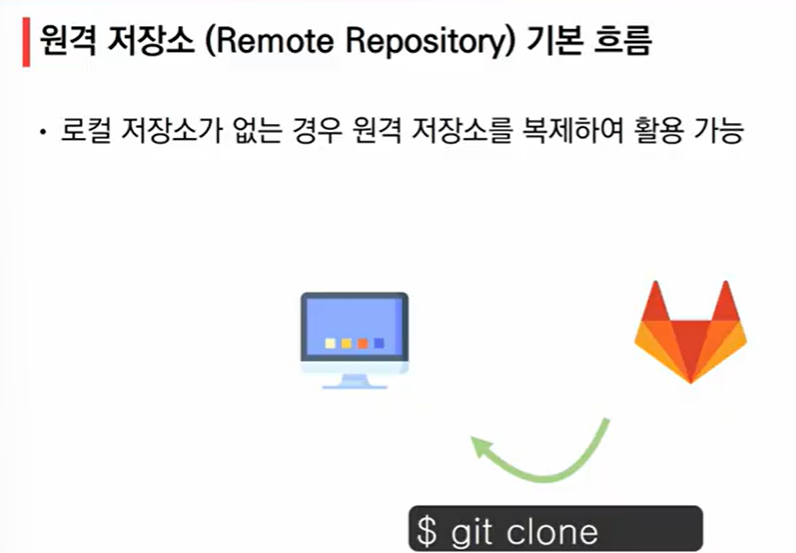 원격 저장소 (Remote Repository) 기본 흐름
• 로컬 저장소가 없는 경우 원격 저장소를 복제하여 활용 가능
$ git clone